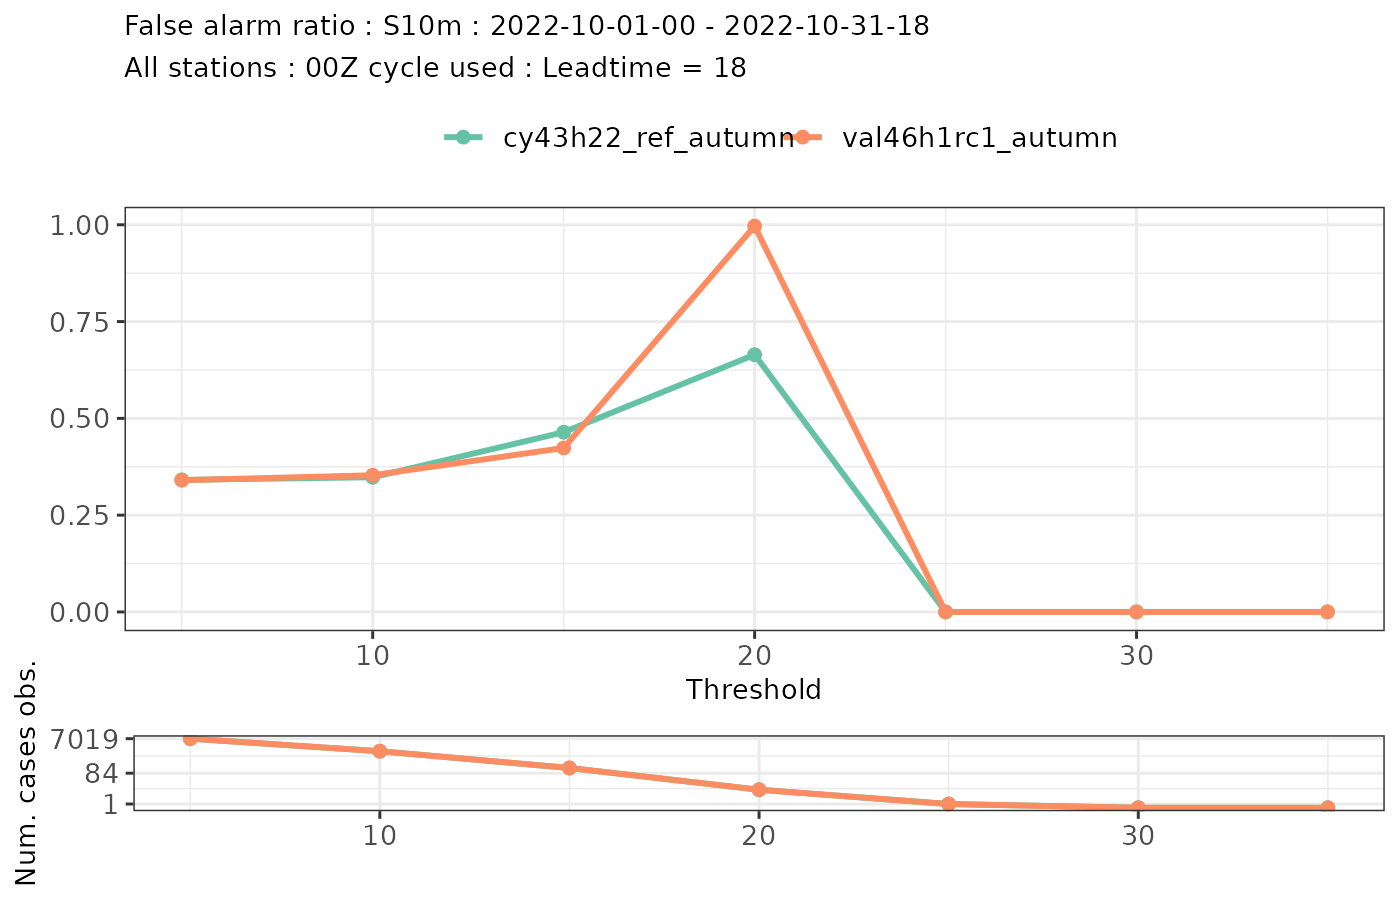 False alarm ratio : S10m : 2022-10-01-00 - 2022-10-31-18
All stations : 00Z cycle used : Leadtime = 18
cy43h22_ref_autumn val46h1rc1_autumn
1.00
0.75
0.50
0.25
0.00
10 20 30
Threshold
Num. cases obs.
7019
84
1
10 20 30